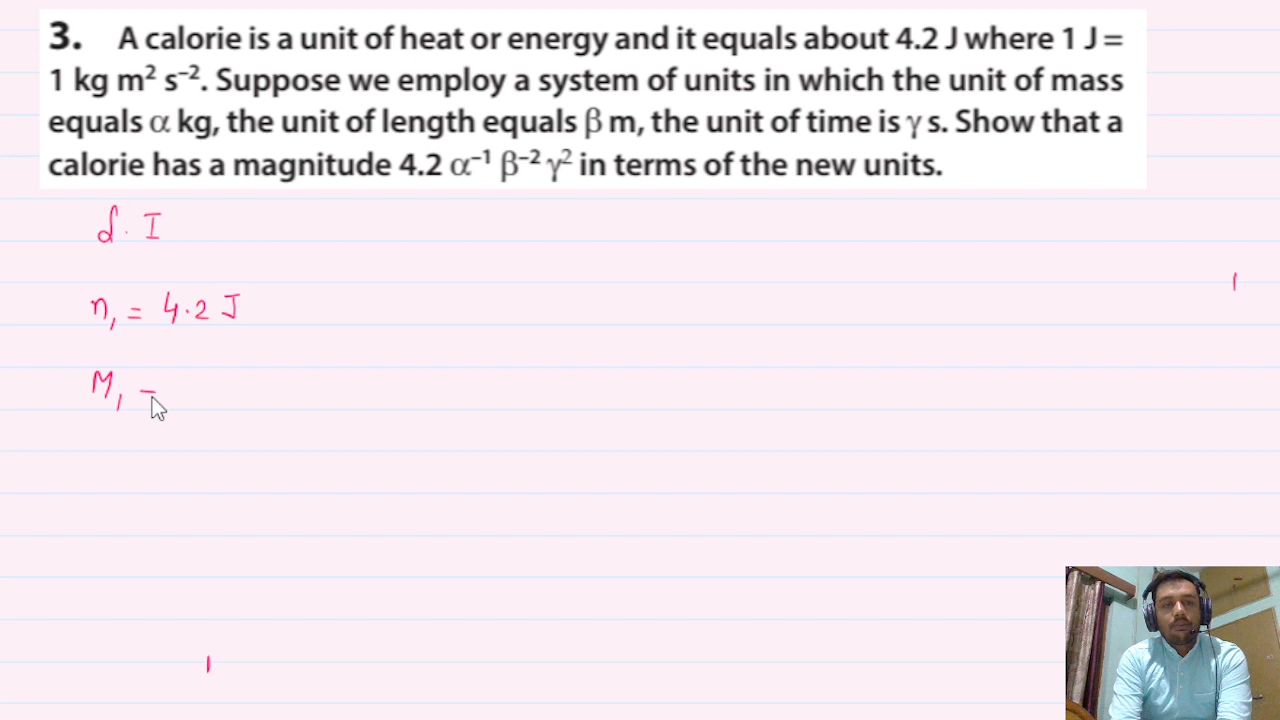 3. A calorie is a unit of heat or energy and it equals about 4.2 J where 1 J =
1 kg m² s⁻². Suppose we employ a system of units in which the unit of mass
equals α kg, the unit of length equals β m, the unit of time is γ s. Show that a
calorie has a magnitude 4.2 α⁻¹ β⁻² γ² in terms of the new units.
S. I
n₁ = 4.2 J
M₁ -